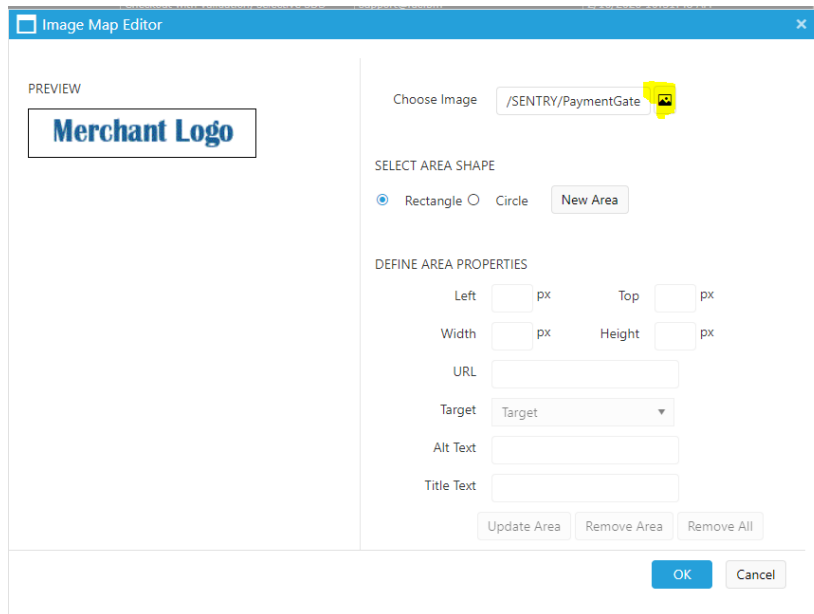 Image Map Editor
PREVIEW
Merchant Logo
Choose Image /SENTRY/PaymentGate
SELECT AREA SHAPE
Rectangle Circle New Area
DEFINE AREA PROPERTIES
Left px Top px
Width px Height px
URL
Target Target
Alt Text
Title Text
Update Area Remove Area Remove All
OK Cancel